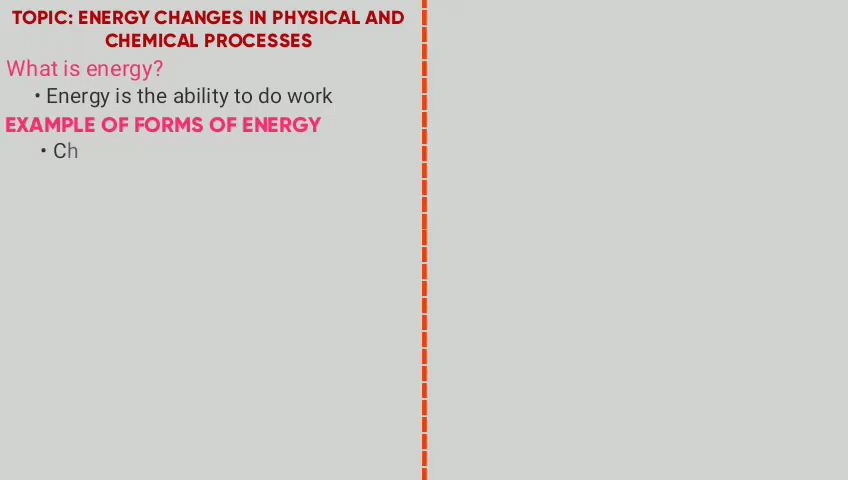 TOPIC: ENERGY CHANGES IN PHYSICAL AND
CHEMICAL PROCESSES
What is energy?
• Energy is the ability to do work
EXAMPLE OF FORMS OF ENERGY
• Ch